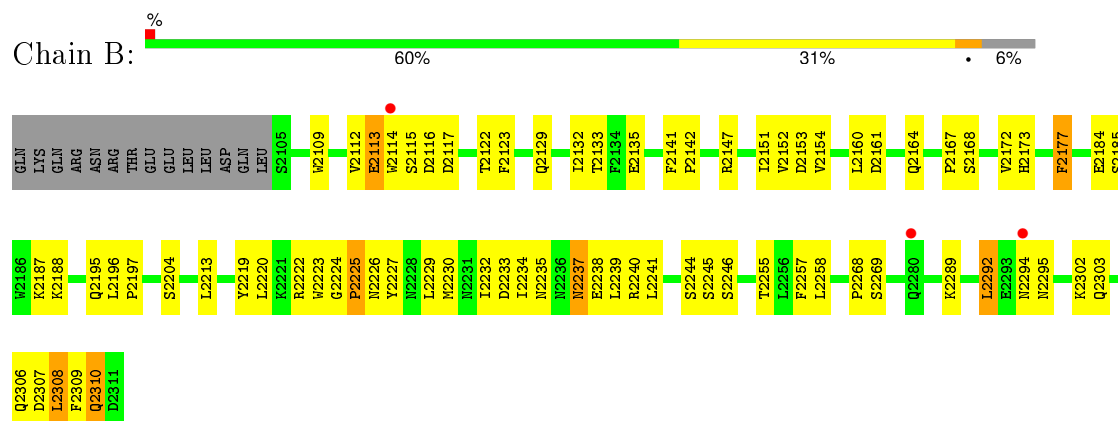 %
Chain B:
60% 31% • 6%
GLN LYS GLN ARG ASN ARG THR GLU GLU LEU LEU ASP GLN LEU S2105 W2109 V2112 E2113 W2114 S2115 D2116 D2117 T2122 F2123 Q2129 I2132 T2133 F2134 E2135 F2141 P2142 R2147 I2151 V2152 D2153 V2154 L2160 D2161 Q2164 P2167 S2168 V2172 H2173 F2177 E2184 S2185
W2186 K2187 K2188 Q2195 L2196 P2197 S2204 L2213 Y2219 L2220 K2221 R2222 W2223 G2224 P2225 N2226 Y2227 N2228 L2229 M2230 N2231 I2232 D2233 I2234 N2235 N2236 N2237 E2238 L2239 R2240 L2241 S2244 S2245 S2246 T2255 L2256 F2257 L2258 P2268 S2269 Q2280 K2289 L2292 E2293 N2294 N2295 K2302 Q2303
Q2306 D2307 L2308 F2309 Q2310 D2311